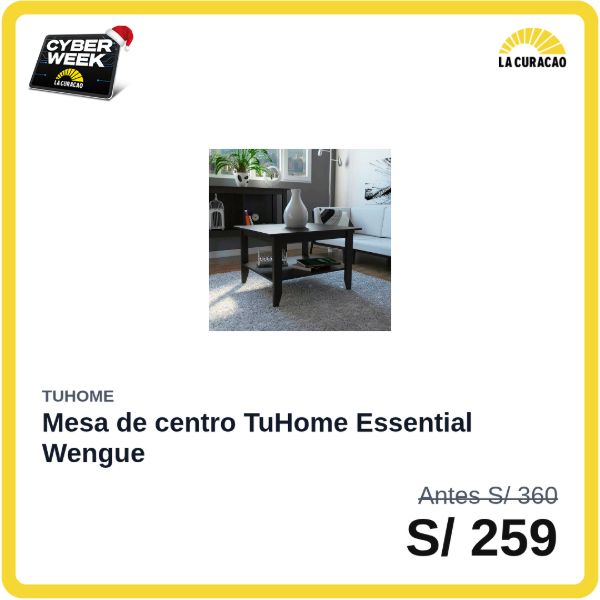 CYBER
WEEK
LA CURACAO
LA CURACAO
TUHOME
Mesa de centro TuHome Essential
Wengue
Antes S/ 360
S/ 259